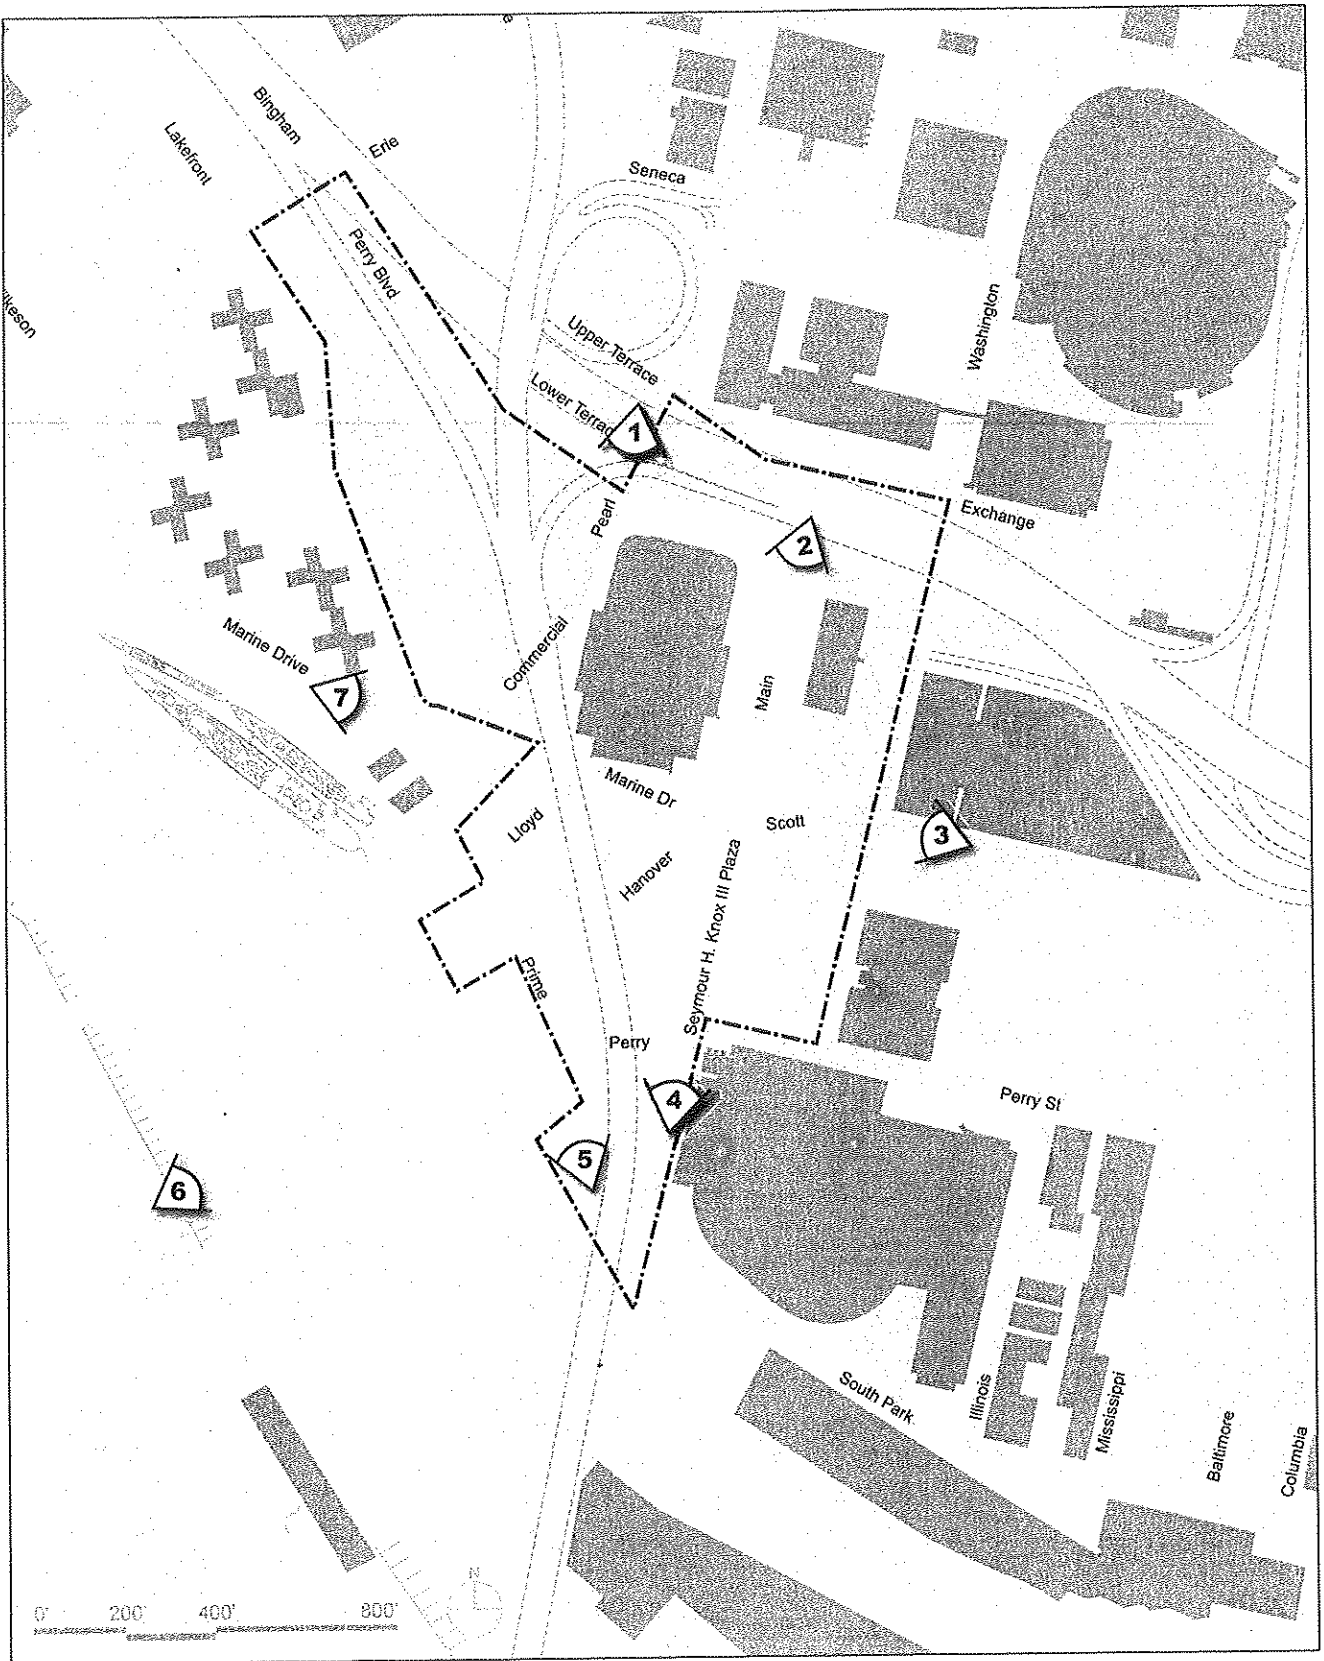 Bingham
Lakefront
Erie
Seneca
Perry Blvd
Washington
Upper Terrace
Lower Terrac
1
Exchange
Pearl
2
Commercial
Marine Drive
7
Main
Marine Dr
Lloyd
Scott
3
Hanover
Seymour H. Knox III Plaza
Prime
Perry
4
Perry St
5
6
South Park
Illinois
Mississippi
Baltimore
Columbia
N
0' 200' 400' 800'